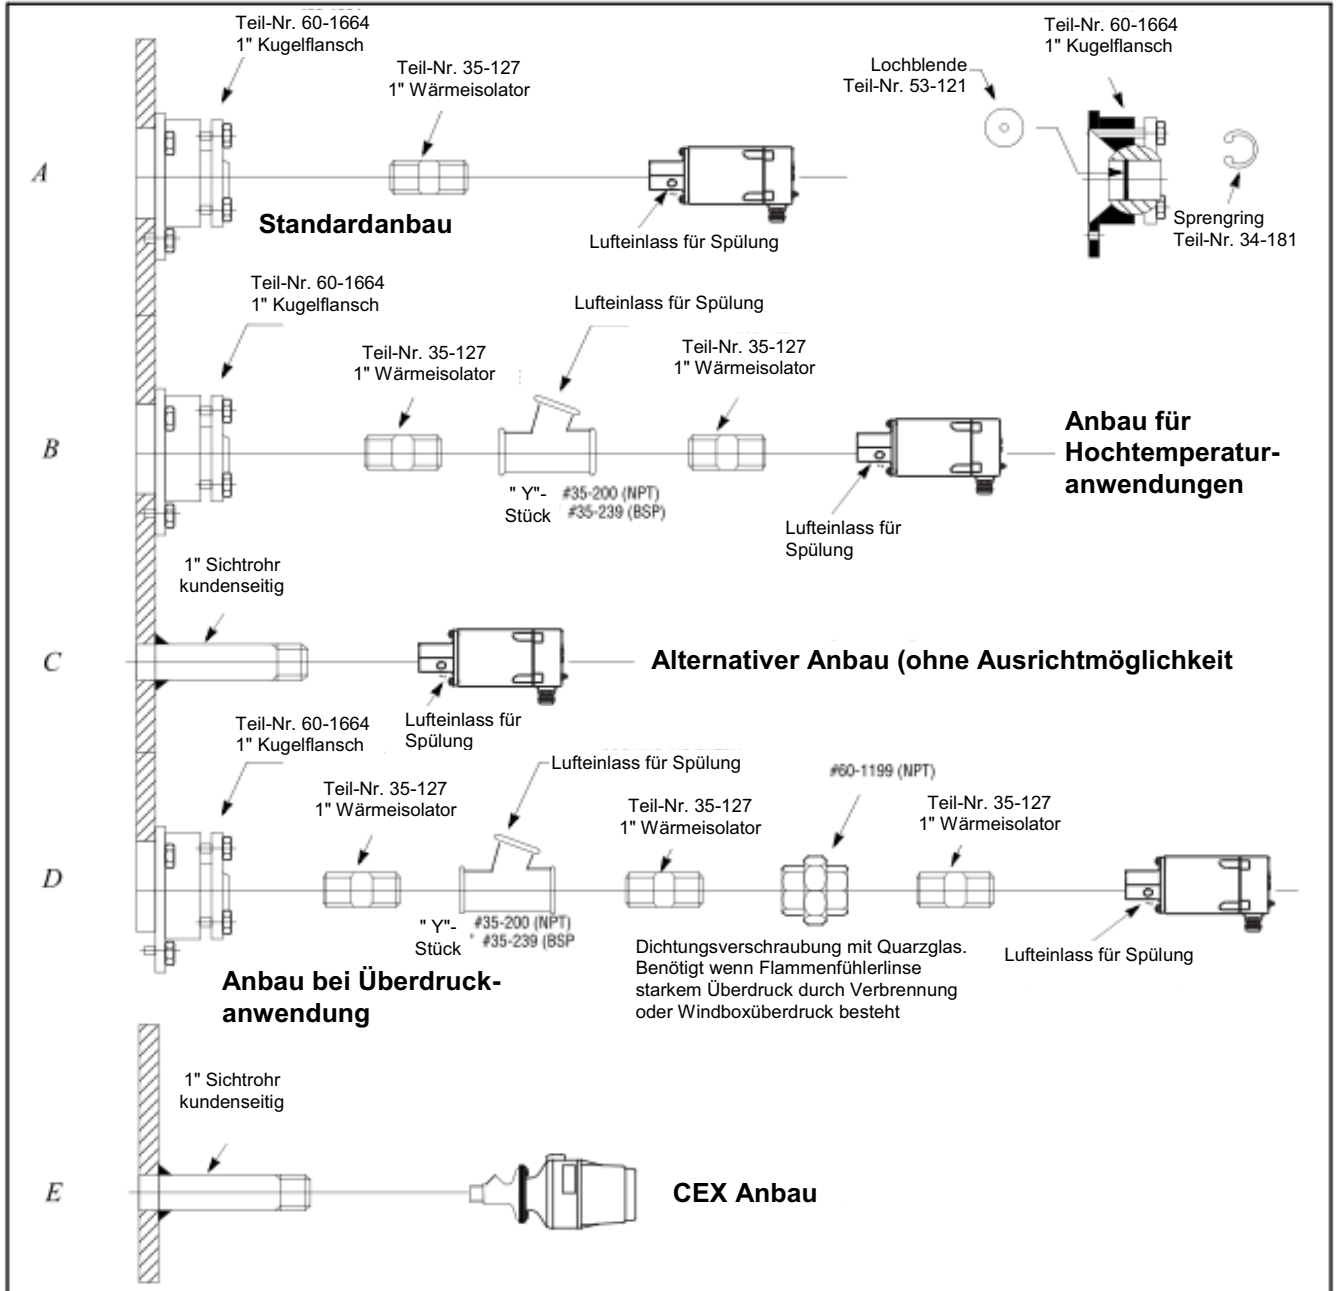 Teil-Nr. 60-1664
1" Kugelflansch
Teil-Nr. 35-127
1" Wärmeisolator
Lochblende
Teil-Nr. 53-121
Teil-Nr. 60-1664
1" Kugelflansch
A
Standardanbau
Lufteinlass für Spülung
Sprengring
Teil-Nr. 34-181
Teil-Nr. 60-1664
1" Kugelflansch
Lufteinlass für Spülung
Teil-Nr. 35-127
1" Wärmeisolator
Teil-Nr. 35-127
1" Wärmeisolator
B
Anbau für
Hochtemperatur-
anwendungen
" Y"-
Stück
#35-200 (NPT)
#35-239 (BSP)
Lufteinlass für
Spülung
1" Sichtrohr
kundenseitig
C
Alternativer Anbau (ohne Ausrichtmöglichkeit
Lufteinlass für
Spülung
Teil-Nr. 60-1664
1" Kugelflansch
Lufteinlass für Spülung
Teil-Nr. 35-127
1" Wärmeisolator
Teil-Nr. 35-127
1" Wärmeisolator
#60-1199 (NPT)
Teil-Nr. 35-127
1" Wärmeisolator
D
" Y"-
Stück
#35-200 (NPT)
" #35-239 (BSP
Dichtungsverschraubung mit Quarzglas.
Benötigt wenn Flammenfühlerlinse
starkem Überdruck durch Verbrennung
oder Windboxüberdruck besteht
Lufteinlass für Spülung
Anbau bei Überdruck-
anwendung
1" Sichtrohr
kundenseitig
E
CEX Anbau